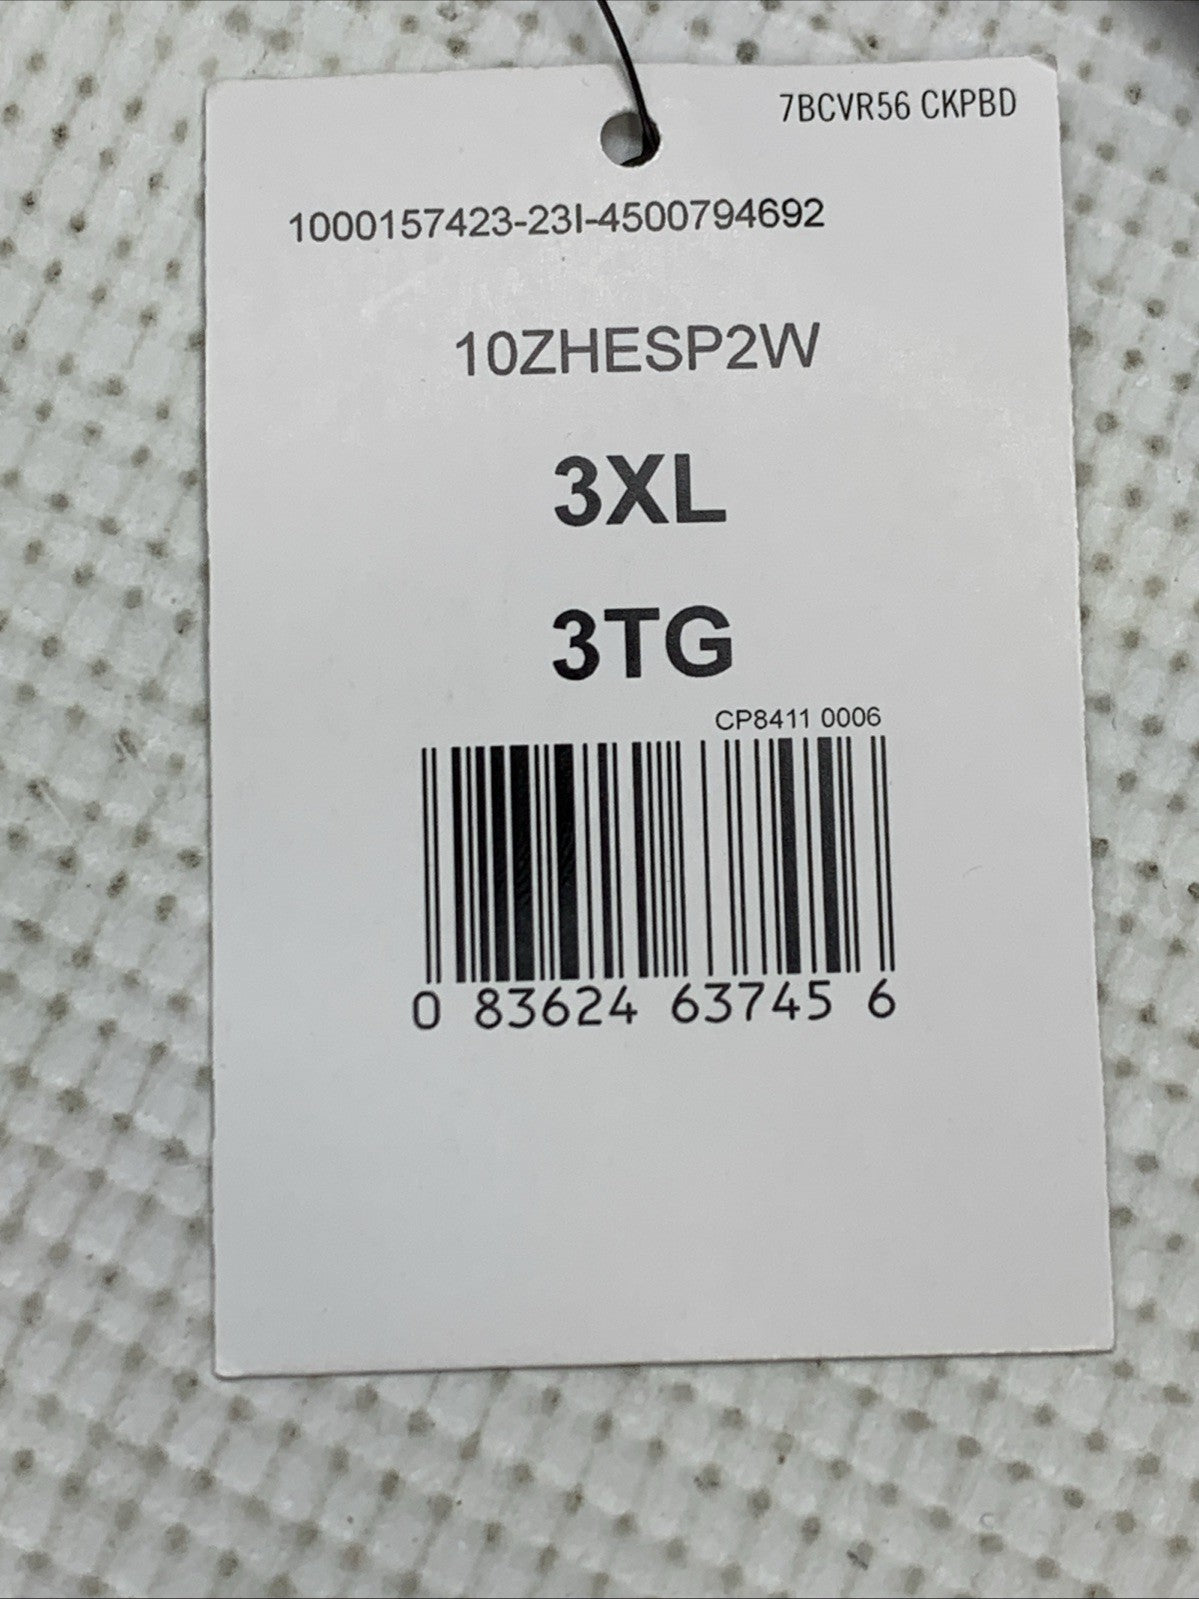 7BCVR56 CKPBD
1000157423-23I-4500794692
10ZHESP2W
3XL
3TG
CP8411 0006
0 83624 63745 6